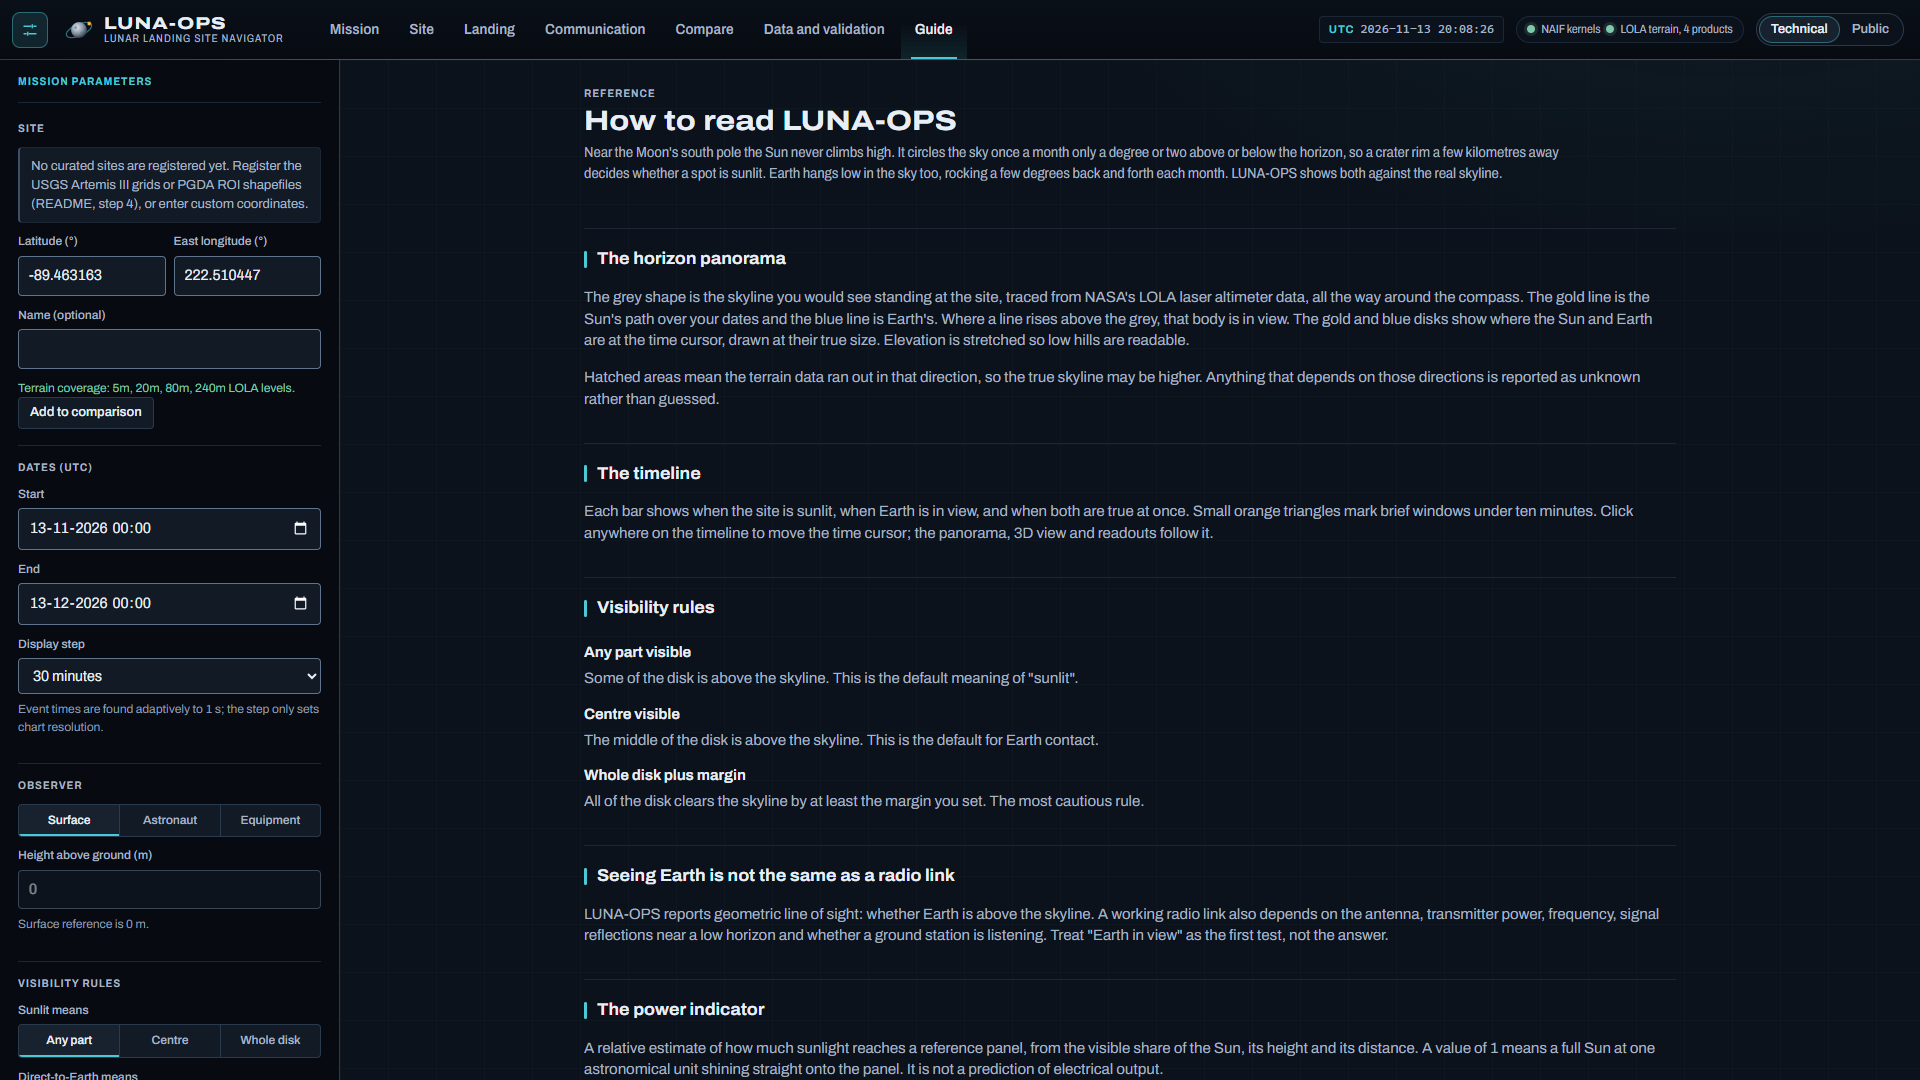 LUNA-OPS
LUNAR LANDING SITE NAVIGATOR
Mission
Site
Landing
Communication
Compare
Data and validation
Guide
UTC 2026-11-13 20:08:26
NAIF kernels
LOLA terrain, 4 products
Technical
Public
MISSION PARAMETERS
SITE
No curated sites are registered yet. Register the
USGS Artemis III grids or PGDA ROI shapefiles
(README, step 4), or enter custom coordinates.
Latitude (°)
East longitude (°)
-89.463163
222.510447
Name (optional)
Terrain coverage: 5m, 20m, 80m, 240m LOLA levels.
Add to comparison
DATES (UTC)
Start
13-11-2026 00:00
End
13-12-2026 00:00
Display step
30 minutes
Event times are found adaptively to 1 s; the step only sets
chart resolution.
OBSERVER
Surface
Astronaut
Equipment
Height above ground (m)
0
Surface reference is 0 m.
VISIBILITY RULES
Sunlit means
Any part
Centre
Whole disk
Direct-to-Earth means
REFERENCE
How to read LUNA-OPS
Near the Moon's south pole the Sun never climbs high. It circles the sky once a month only a degree or two above or below the horizon, so a crater rim a few kilometres away
decides whether a spot is sunlit. Earth hangs low in the sky too, rocking a few degrees back and forth each month. LUNA-OPS shows both against the real skyline.
The horizon panorama
The grey shape is the skyline you would see standing at the site, traced from NASA's LOLA laser altimeter data, all the way around the compass. The gold line is the
Sun's path over your dates and the blue line is Earth's. Where a line rises above the grey, that body is in view. The gold and blue disks show where the Sun and Earth
are at the time cursor, drawn at their true size. Elevation is stretched so low hills are readable.
Hatched areas mean the terrain data ran out in that direction, so the true skyline may be higher. Anything that depends on those directions is reported as unknown
rather than guessed.
The timeline
Each bar shows when the site is sunlit, when Earth is in view, and when both are true at once. Small orange triangles mark brief windows under ten minutes. Click
anywhere on the timeline to move the time cursor; the panorama, 3D view and readouts follow it.
Visibility rules
Any part visible
Some of the disk is above the skyline. This is the default meaning of "sunlit".
Centre visible
The middle of the disk is above the skyline. This is the default for Earth contact.
Whole disk plus margin
All of the disk clears the skyline by at least the margin you set. The most cautious rule.
Seeing Earth is not the same as a radio link
LUNA-OPS reports geometric line of sight: whether Earth is above the skyline. A working radio link also depends on the antenna, transmitter power, frequency, signal
reflections near a low horizon and whether a ground station is listening. Treat "Earth in view" as the first test, not the answer.
The power indicator
A relative estimate of how much sunlight reaches a reference panel, from the visible share of the Sun, its height and its distance. A value of 1 means a full Sun at one
astronomical unit shining straight onto the panel. It is not a prediction of electrical output.